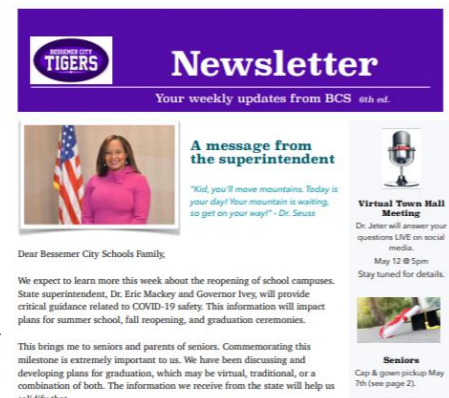 BESSEMER CITY
TIGERS
Newsletter
Your weekly updates from BCS 6th ed.
A message from
the superintendent
"Kid, you'll move mountains. Today is
your day! Your mountain is waiting,
so get on your way!" - Dr. Seuss
Dear Bessemer City Schools Family,
We expect to learn more this week about the reopening of school campuses.
State superintendent, Dr. Eric Mackey and Governor Ivey, will provide
critical guidance related to COVID-19 safety. This information will impact
plans for summer school, fall reopening, and graduation ceremonies.
This brings me to seniors and parents of seniors. Commemorating this
milestone is extremely important to us. We have been discussing and
developing plans for graduation, which may be virtual, traditional, or a
combination of both. The information we receive from the state will help us
Virtual Town Hall
Meeting
Dr. Jeter will answer your
questions LIVE on social
media.
May 12 @ 5pm
Stay tuned for details.
Seniors
Cap & gown pickup May
7th (see page 2).